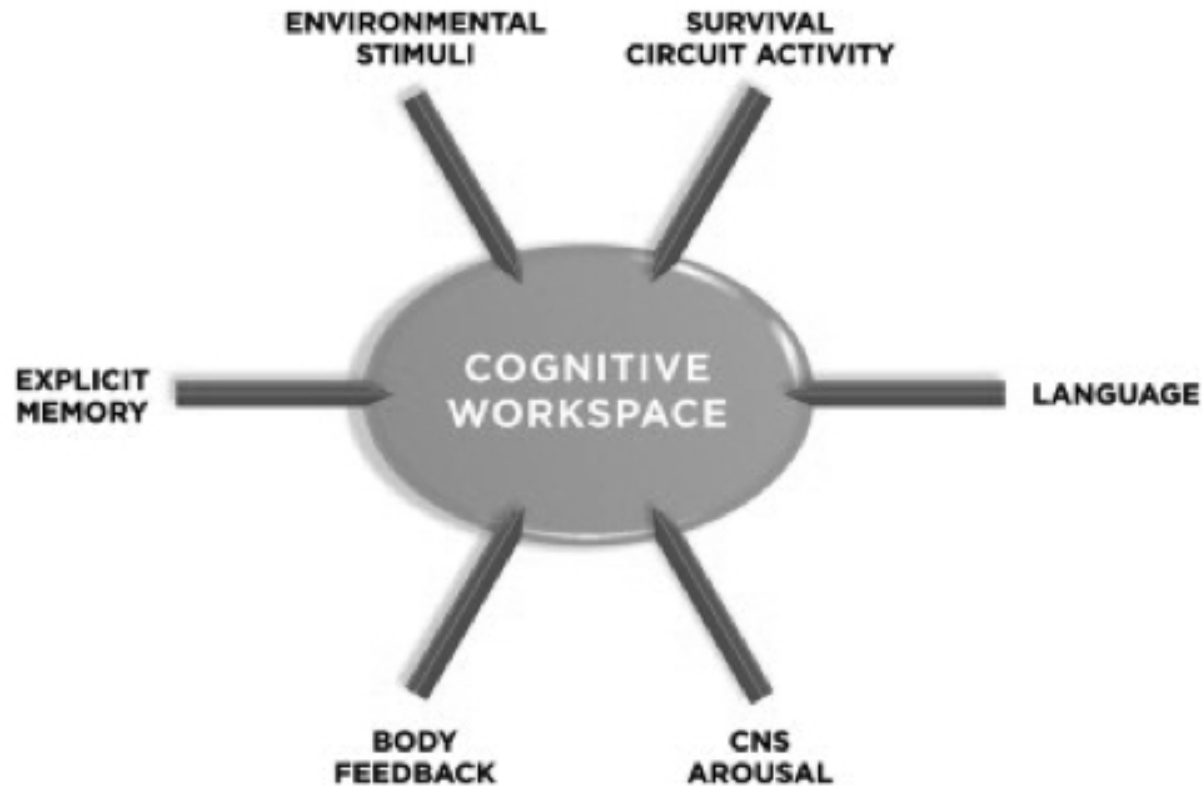 ENVIRONMENTAL
STIMULI
SURVIVAL
CIRCUIT ACTIVITY
EXPLICIT
MEMORY
COGNITIVE
WORKSPACE
LANGUAGE
BODY
FEEDBACK
CNS
AROUSAL